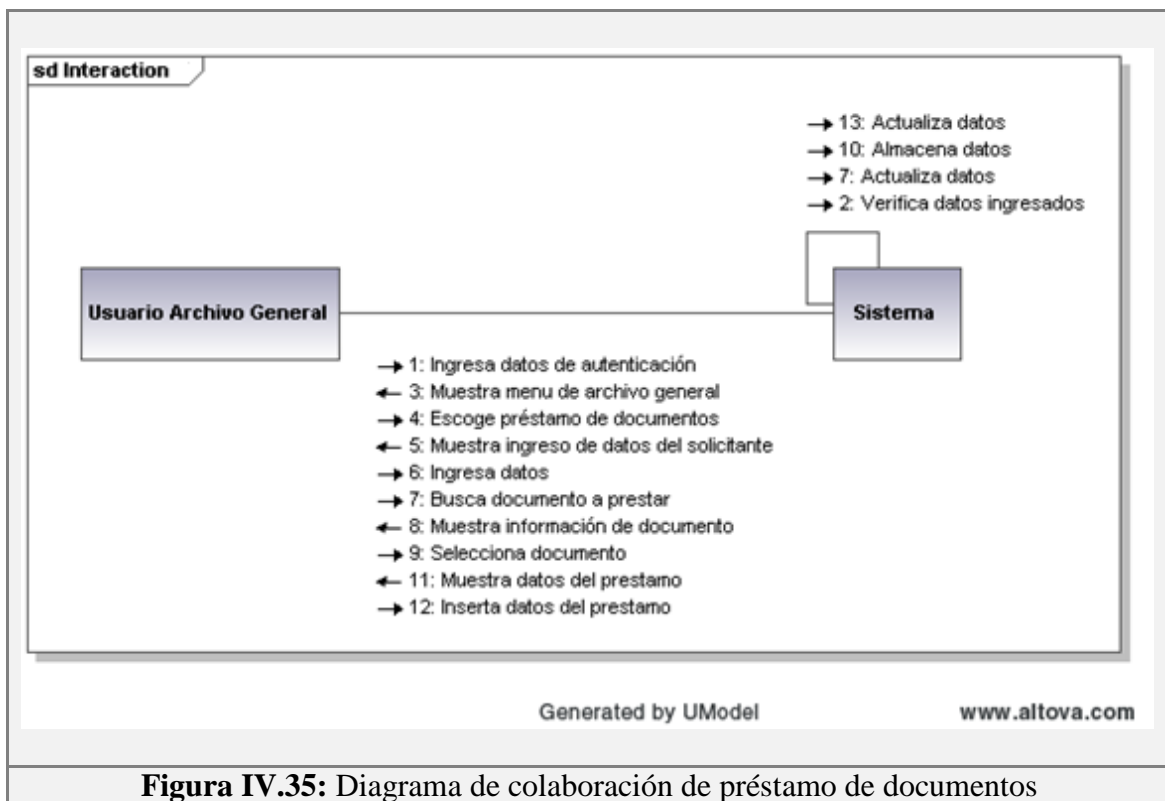 sd Interaction
→ 13: Actualiza datos
→ 10: Almacena datos
→ 7: Actualiza datos
→ 2: Verifica datos ingresados
Usuario Archivo General
Sistema
→ 1: Ingresa datos de autenticación
← 3: Muestra menu de archivo general
→ 4: Escoge préstamo de documentos
← 5: Muestra ingreso de datos del solicitante
→ 6: Ingresa datos
→ 7: Busca documento a prestar
← 8: Muestra información de documento
→ 9: Selecciona documento
← 11: Muestra datos del prestamo
→ 12: Inserta datos del prestamo
Generated by UModel
www.altova.com
Figura IV.35: Diagrama de colaboración de préstamo de documentos